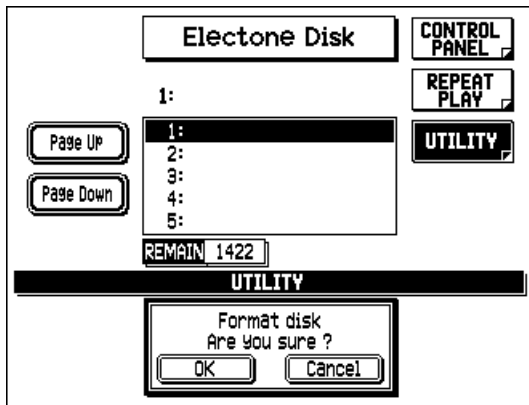 Electone Disk
CONTROL
PANEL
1:
REPEAT
PLAY
Page Up
Page Down
1:
2:
3:
4:
5:
UTILITY
REMAIN 1422
UTILITY
Format disk
Are you sure ?
OK Cancel